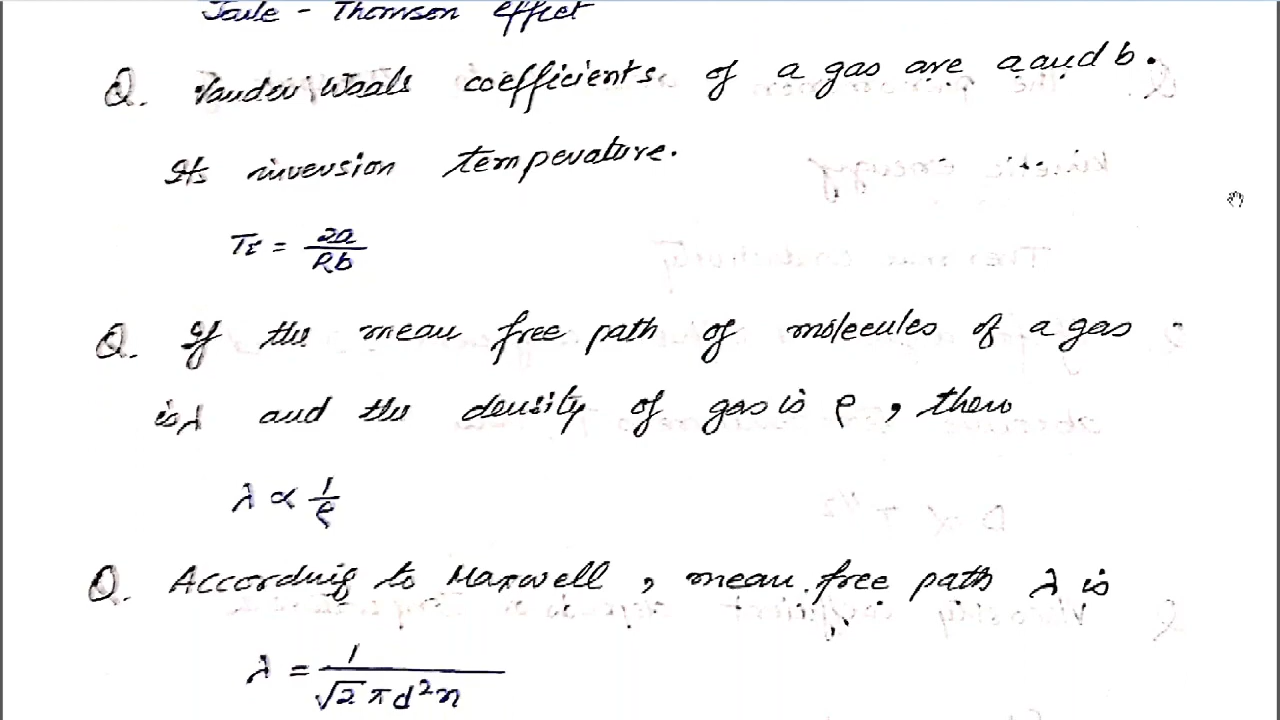 Joule - Thomson effect
Q. Vander Waals coefficients of a gas are a and b.
Its inversion temperature.
Ti = 2a / Rb
Q. If the mean free path of molecules of a gas
is λ and the density of gas is ρ, then
λ ∝ 1/ρ
Q. According to Maxwell, mean free path λ is
λ = 1 / √2 π d² n